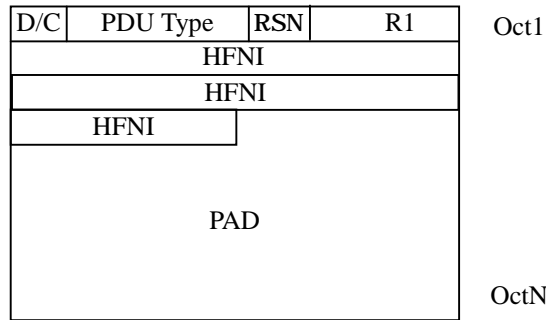 D/C PDU Type RSN R1 Oct1
HFNI
HFNI
HFNI
PAD
OctN